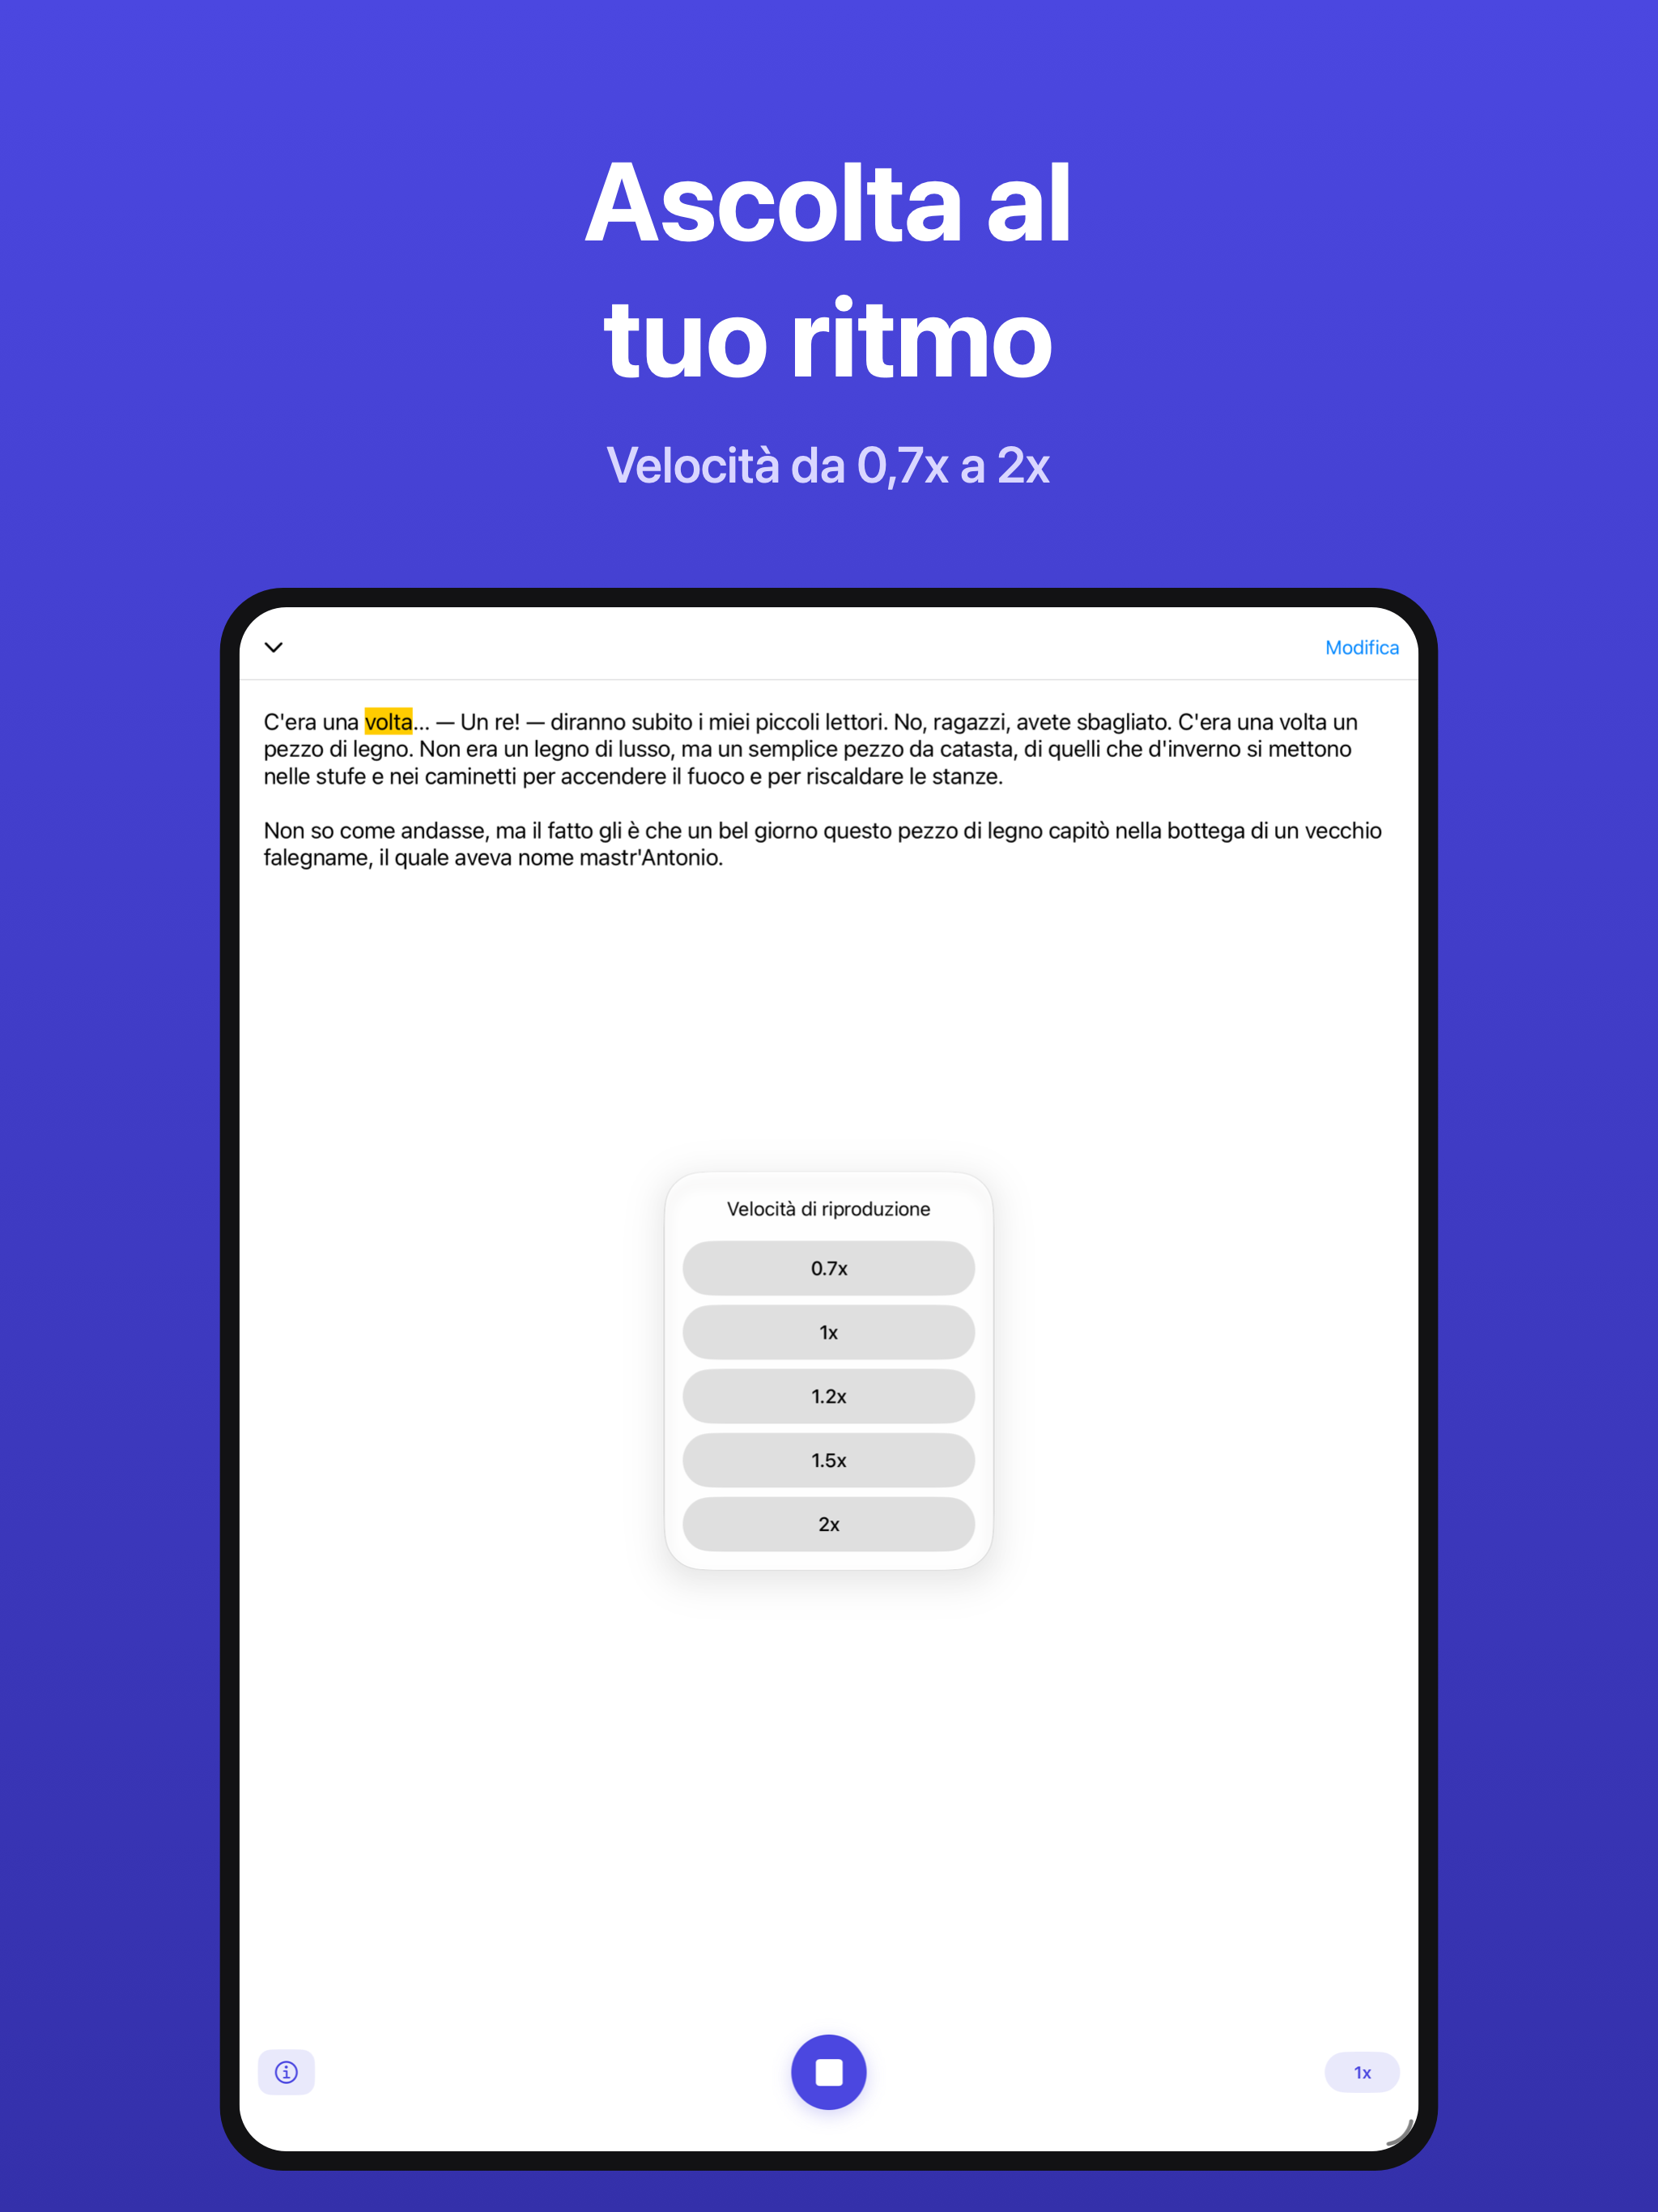 Ascolta al
tuo ritmo
Velocità da 0,7x a 2x
Modifica
C'era una volta... — Un re! — diranno subito i miei piccoli lettori. No, ragazzi, avete sbagliato. C'era una volta un
pezzo di legno. Non era un legno di lusso, ma un semplice pezzo da catasta, di quelli che d'inverno si mettono
nelle stufe e nei caminetti per accendere il fuoco e per riscaldare le stanze.
Non so come andasse, ma il fatto gli è che un bel giorno questo pezzo di legno capitò nella bottega di un vecchio
falegname, il quale aveva nome mastr'Antonio.
Velocità di riproduzione
0.7x
1x
1.2x
1.5x
2x
1x